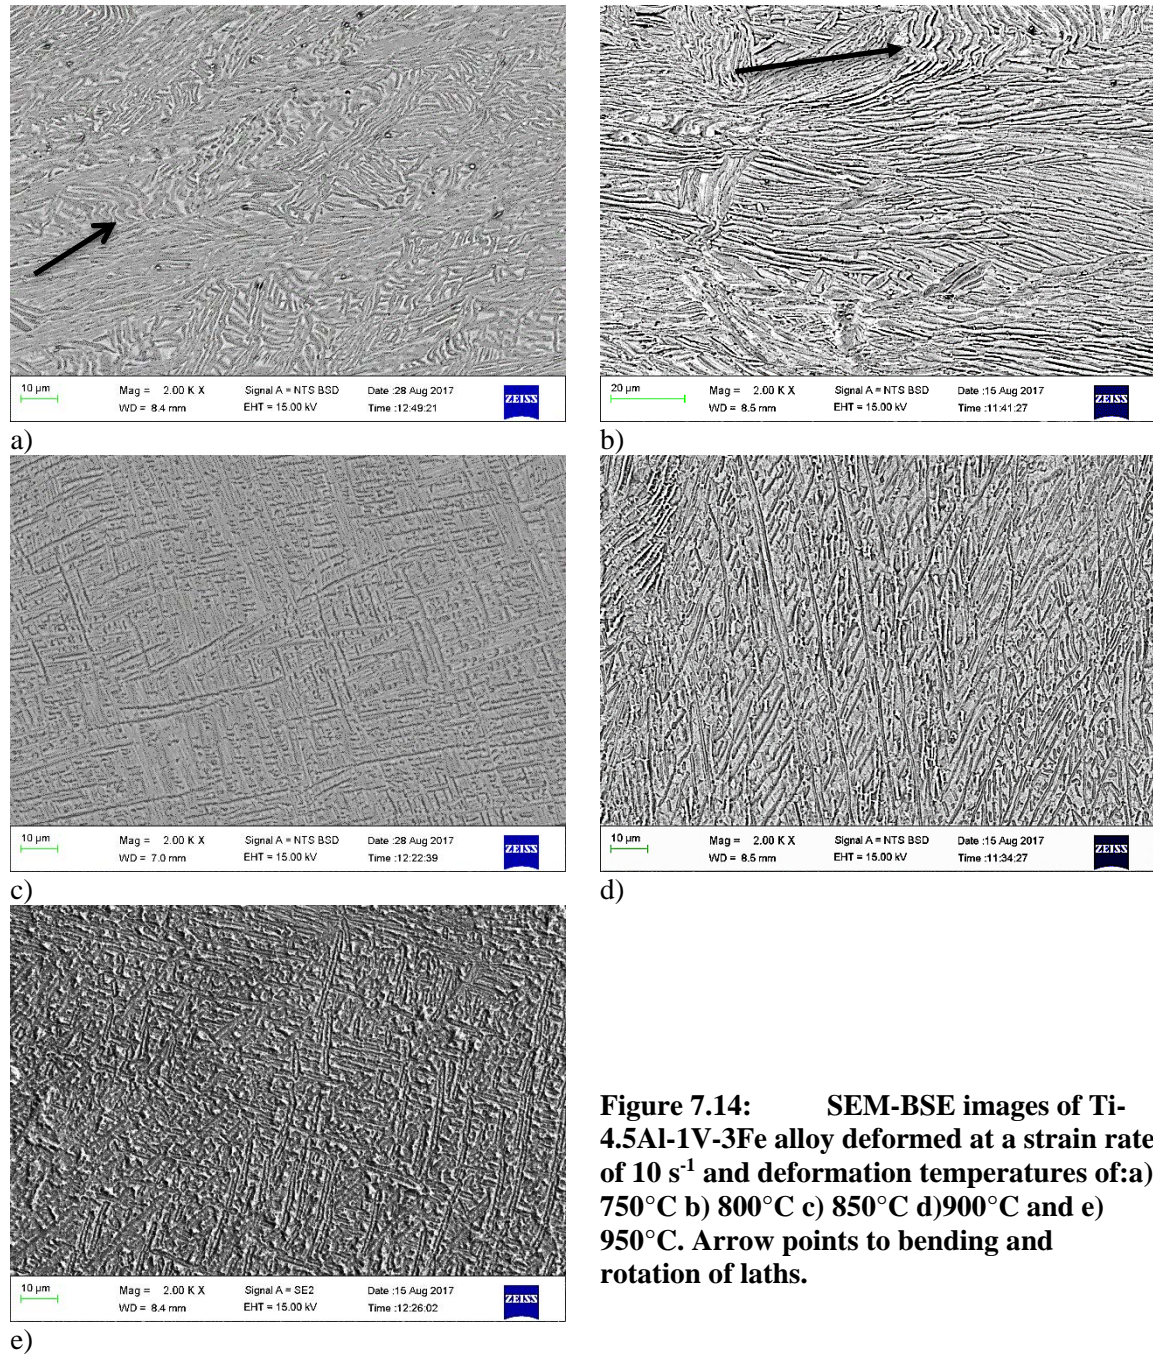 10 µm
Mag = 2.00 K X
Signal A = NTS BSD
Date :28 Aug 2017
WD = 8.4 mm
EHT = 15.00 kV
Time :12:49:21
ZEISS
a)
20 µm
Mag = 2.00 K X
Signal A = NTS BSD
Date :15 Aug 2017
WD = 8.5 mm
EHT = 15.00 kV
Time :11:41:27
ZEISS
b)
10 µm
Mag = 2.00 K X
Signal A = NTS BSD
Date :28 Aug 2017
WD = 7.0 mm
EHT = 15.00 kV
Time :12:22:39
ZEISS
c)
10 µm
Mag = 2.00 K X
Signal A = NTS BSD
Date :15 Aug 2017
WD = 8.5 mm
EHT = 15.00 kV
Time :11:34:27
ZEISS
d)
10 µm
Mag = 2.00 K X
Signal A = SE2
Date :15 Aug 2017
WD = 8.4 mm
EHT = 15.00 kV
Time :12:26:02
ZEISS
e)
Figure 7.14: SEM-BSE images of Ti-
4.5Al-1V-3Fe alloy deformed at a strain rate
of 10 s⁻¹ and deformation temperatures of:a)
750°C b) 800°C c) 850°C d)900°C and e)
950°C. Arrow points to bending and
rotation of laths.